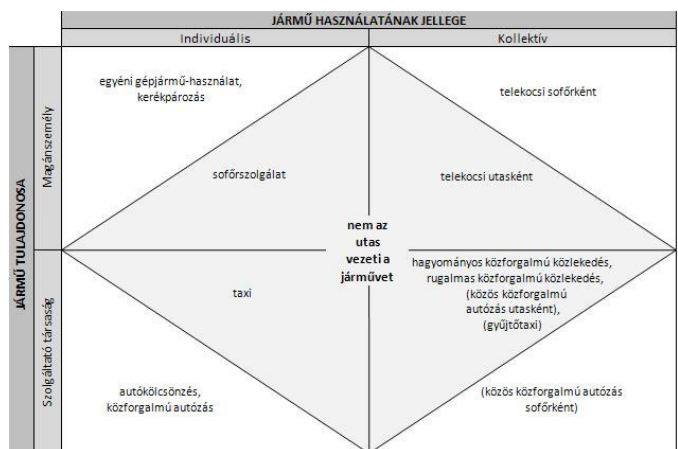 JÁRMŰ HASZNÁLATÁNAK JELLEGE
Individuális
Kollektív
JÁRMŰ TULAJDONOSA
Magánszemély
egyéni gépjármű-használat,
kerékpározás
telekocsi sofőrként
sofőrszolgálat
telekocsi utasként
nem az
utas
vezeti a
járművet
Szolgáltató társaság
taxi
hagyományos közforgalmú közlekedés,
rugalmas közforgalmú közlekedés,
(közös közforgalmú
autózás utasként),
(gyűjtőtaxi)
autókölcsönzés,
közforgalmú autózás
(közös közforgalmú autózás
sofőrként)